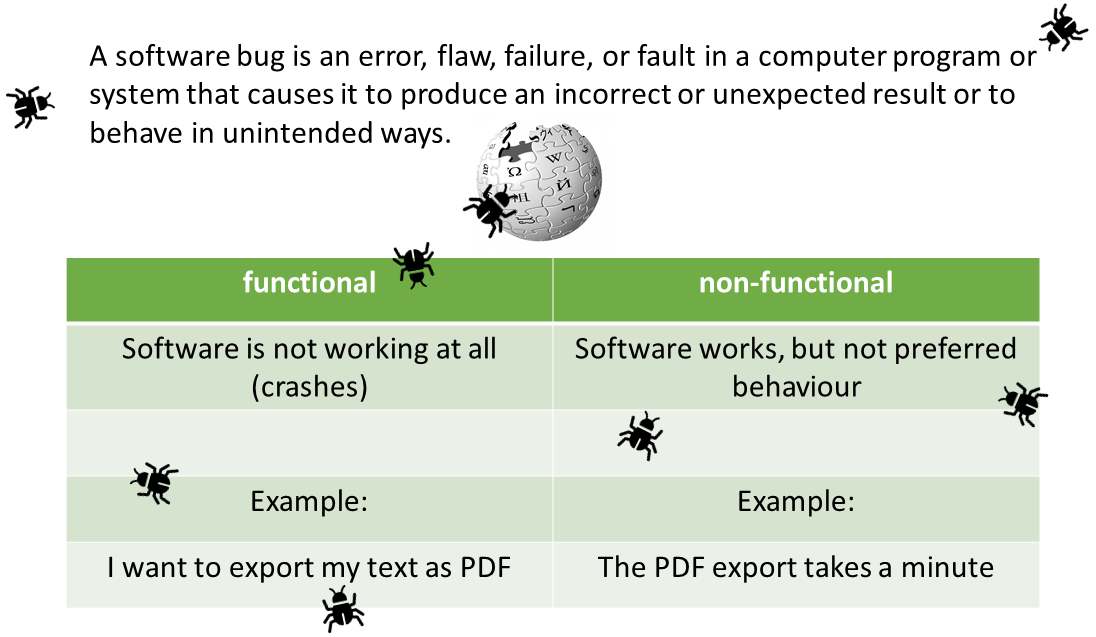 A software bug is an error, flaw, failure, or fault in a computer program or
system that causes it to produce an incorrect or unexpected result or to
behave in unintended ways.
Ω W И
functional non-functional
Software is not working at all Software works, but not preferred
(crashes) behaviour
Example: Example:
I want to export my text as PDF The PDF export takes a minute